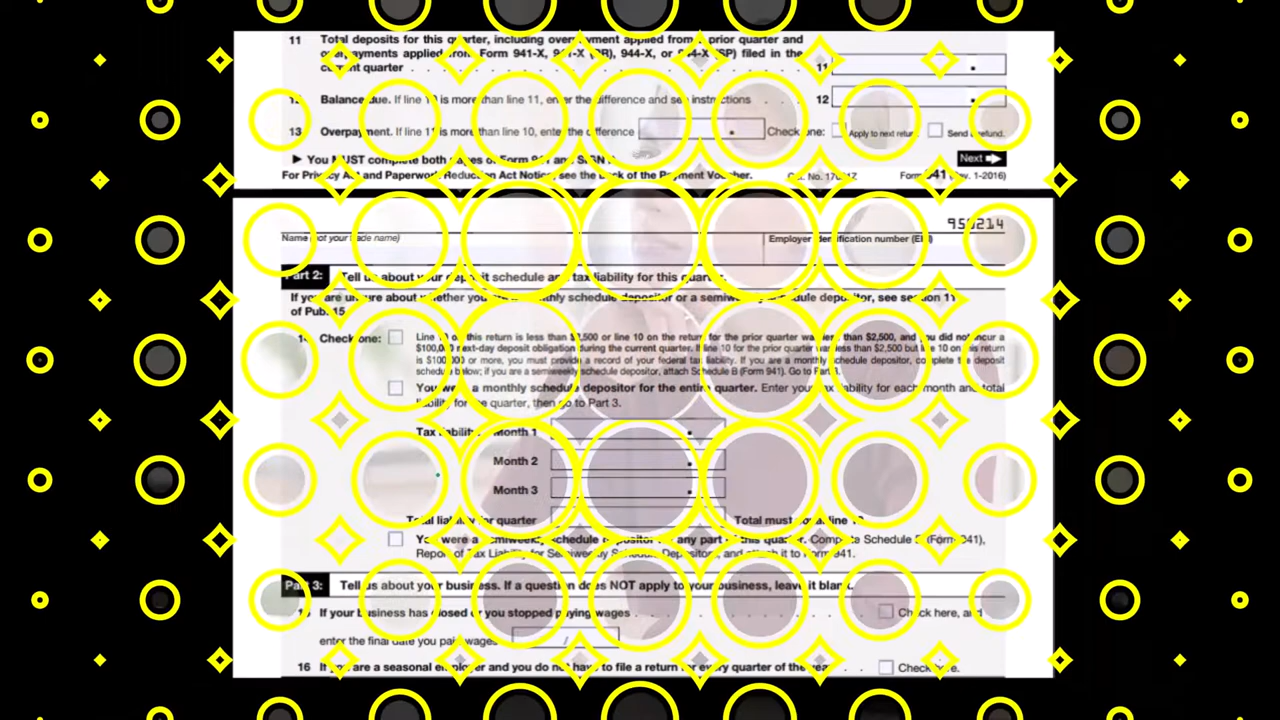 11 Total deposits for this quarter, including overpayment applied from a prior quarter and
overpayments applied from Form 941-X, 941-X (PR), 944-X, or 944-X (SP) filed in the
current quarter . . . . . . . . . . . 11
12 Balance due. If line 10 is more than line 11, enter the difference and see instructions . . . 12
13 Overpayment. If line 11 is more than line 10, enter the difference Check one: Apply to next return. Send a refund.
▶ You MUST complete both pages of Form 941 and SIGN Next
For Privacy Act and Paperwork Reduction Act Notice, see the back of the Payment Voucher. Cat. No. Form 941 (Rev. 1-2016)
950214
Name (not your trade name) Employer identification number (EIN)
Part 2: Tell us about your deposit schedule and tax liability for this quarter.
If you are unsure about whether you are a monthly schedule depositor or a semiweekly schedule depositor, see section 11
of Pub. 15
14 Check one: Line 10 on this return is less than $2,500 or line 10 on the return for the prior quarter was less than $2,500, and you did not incur a
$100,000 next-day deposit obligation during the current quarter. If line 10 for the prior quarter was less than $2,500 but line 10 on this return
is $100,000 or more, you must provide a record of your federal tax liability. If you are a monthly schedule depositor, complete the deposit
schedule below; if you are a semiweekly schedule depositor, attach Schedule B (Form 941). Go to Part 3.
You were a monthly schedule depositor for the entire quarter. Enter your tax liability for each month and total
liability for the quarter, then go to Part 3.
Tax liability: Month 1
Month 2
Month 3
Total liability for quarter Total must equal line 10
You were a semiweekly schedule depositor for any part of this quarter. Complete Schedule B (Form 941),
Report of Tax Liability for Semiweekly Schedule Depositors, and attach it to Form 941.
Part 3: Tell us about your business. If a question does NOT apply to your business, leave it blank.
15 If your business has closed or you stopped paying wages . . . . . . . . . . . . Check here, and
enter the final date you paid wages / 
16 If you are a seasonal employer and you do not have to file a return for every quarter of the year . . Check here.